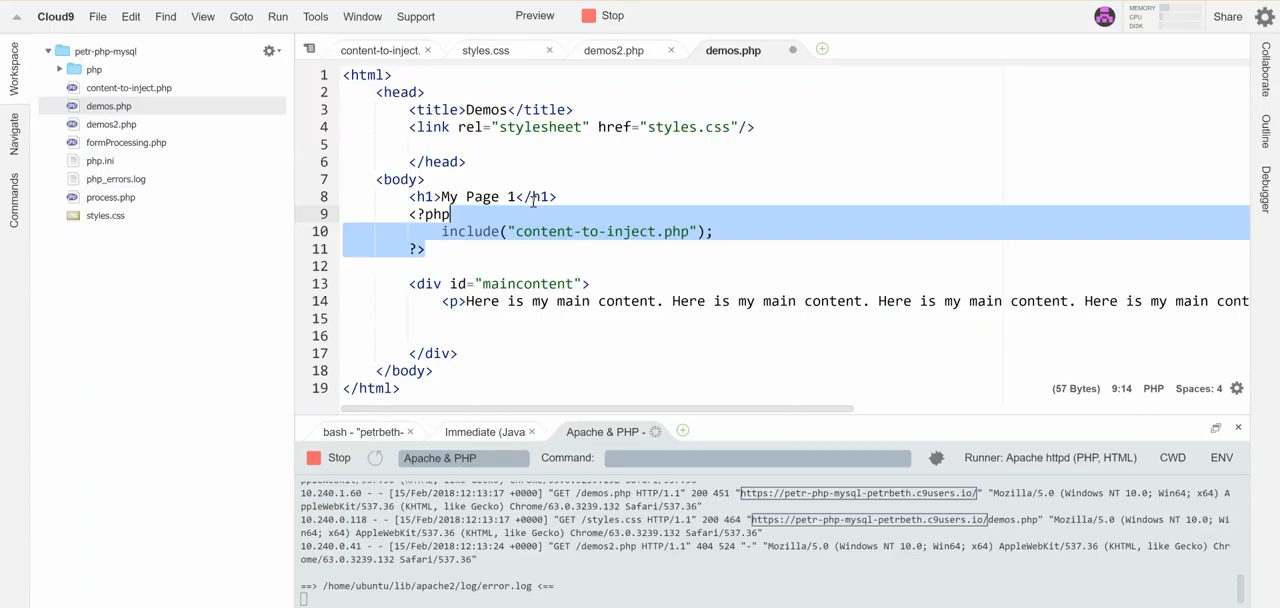 Cloud9 File Edit Find View Goto Run Tools Window Support Preview Stop MEMORY CPU DISK Share
Workspace
Navigate
Commands
petr-php-mysql
php
content-to-inject.php
demos.php
demos2.php
formProcessing.php
php.ini
php_errors.log
process.php
styles.css
content-to-inject. styles.css demos2.php demos.php
1 <html>
2 <head>
3 <title>Demos</title>
4 <link rel="stylesheet" href="styles.css"/>
5
6 </head>
7 <body>
8 <h1>My Page 1</h1>
9 <?php
10 include("content-to-inject.php");
11 ?>
12
13 <div id="maincontent">
14 <p>Here is my main content. Here is my main content. Here is my main content. Here is my main cont
15
16
17 </div>
18 </body>
19 </html>
(57 Bytes) 9:14 PHP Spaces: 4
Collaborate
Outline
Debugger
bash - "petrbeth- Immediate (Java Apache & PHP -
Stop Apache & PHP Command: Runner: Apache httpd (PHP, HTML) CWD ENV
ppleWebKit/537.36 (KHTML, like Gecko) Chrome/63.0.3239.132 Safari/537.36"
10.240.1.60 - - [15/Feb/2018:12:13:17 +0000] "GET /demos.php HTTP/1.1" 200 451 "https://petr-php-mysql-petrbeth.c9users.io/" "Mozilla/5.0 (Windows NT 10.0; Win64; x64) A
ppleWebKit/537.36 (KHTML, like Gecko) Chrome/63.0.3239.132 Safari/537.36"
10.240.0.118 - - [15/Feb/2018:12:13:17 +0000] "GET /styles.css HTTP/1.1" 200 464 "https://petr-php-mysql-petrbeth.c9users.io/demos.php" "Mozilla/5.0 (Windows NT 10.0; Wi
n64; x64) AppleWebKit/537.36 (KHTML, like Gecko) Chrome/63.0.3239.132 Safari/537.36"
10.240.0.41 - - [15/Feb/2018:12:13:24 +0000] "GET /demos2.php HTTP/1.1" 404 524 "-" "Mozilla/5.0 (Windows NT 10.0; Win64; x64) AppleWebKit/537.36 (KHTML, like Gecko) Chr
ome/63.0.3239.132 Safari/537.36"
==> /home/ubuntu/lib/apache2/log/error.log <==